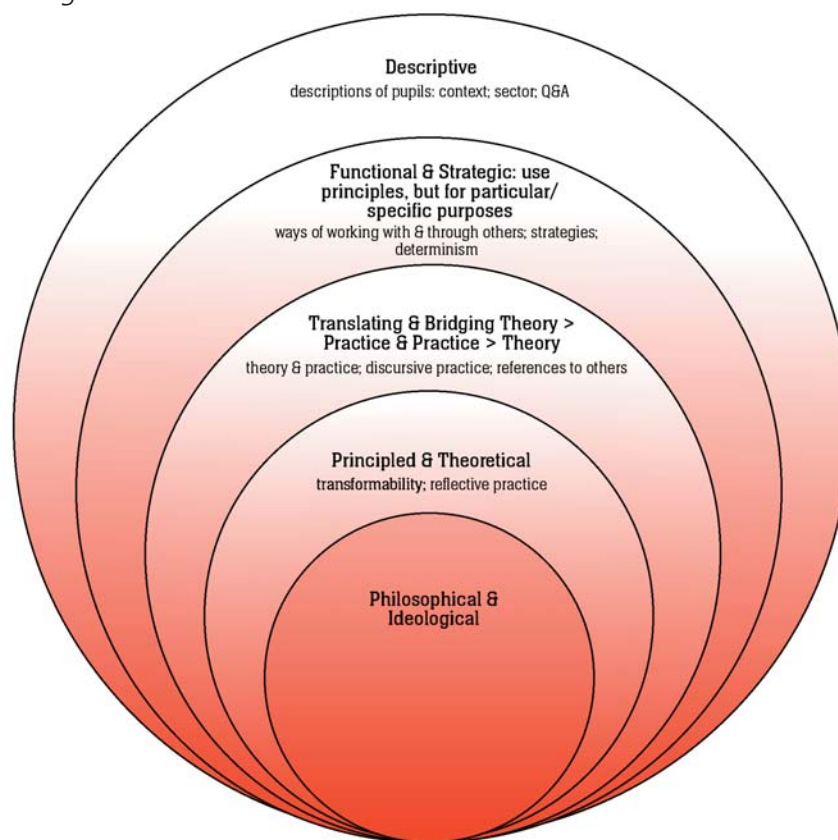 Descriptive
descriptions of pupils: context; sector; Q&A
Functional & Strategic: use
principles, but for particular/
specific purposes
ways of working with & through others; strategies;
determinism
Translating & Bridging Theory >
Practice & Practice > Theory
theory & practice; discursive practice; references to others
Principled & Theoretical
transformability; reflective practice
Philosophical &
Ideological